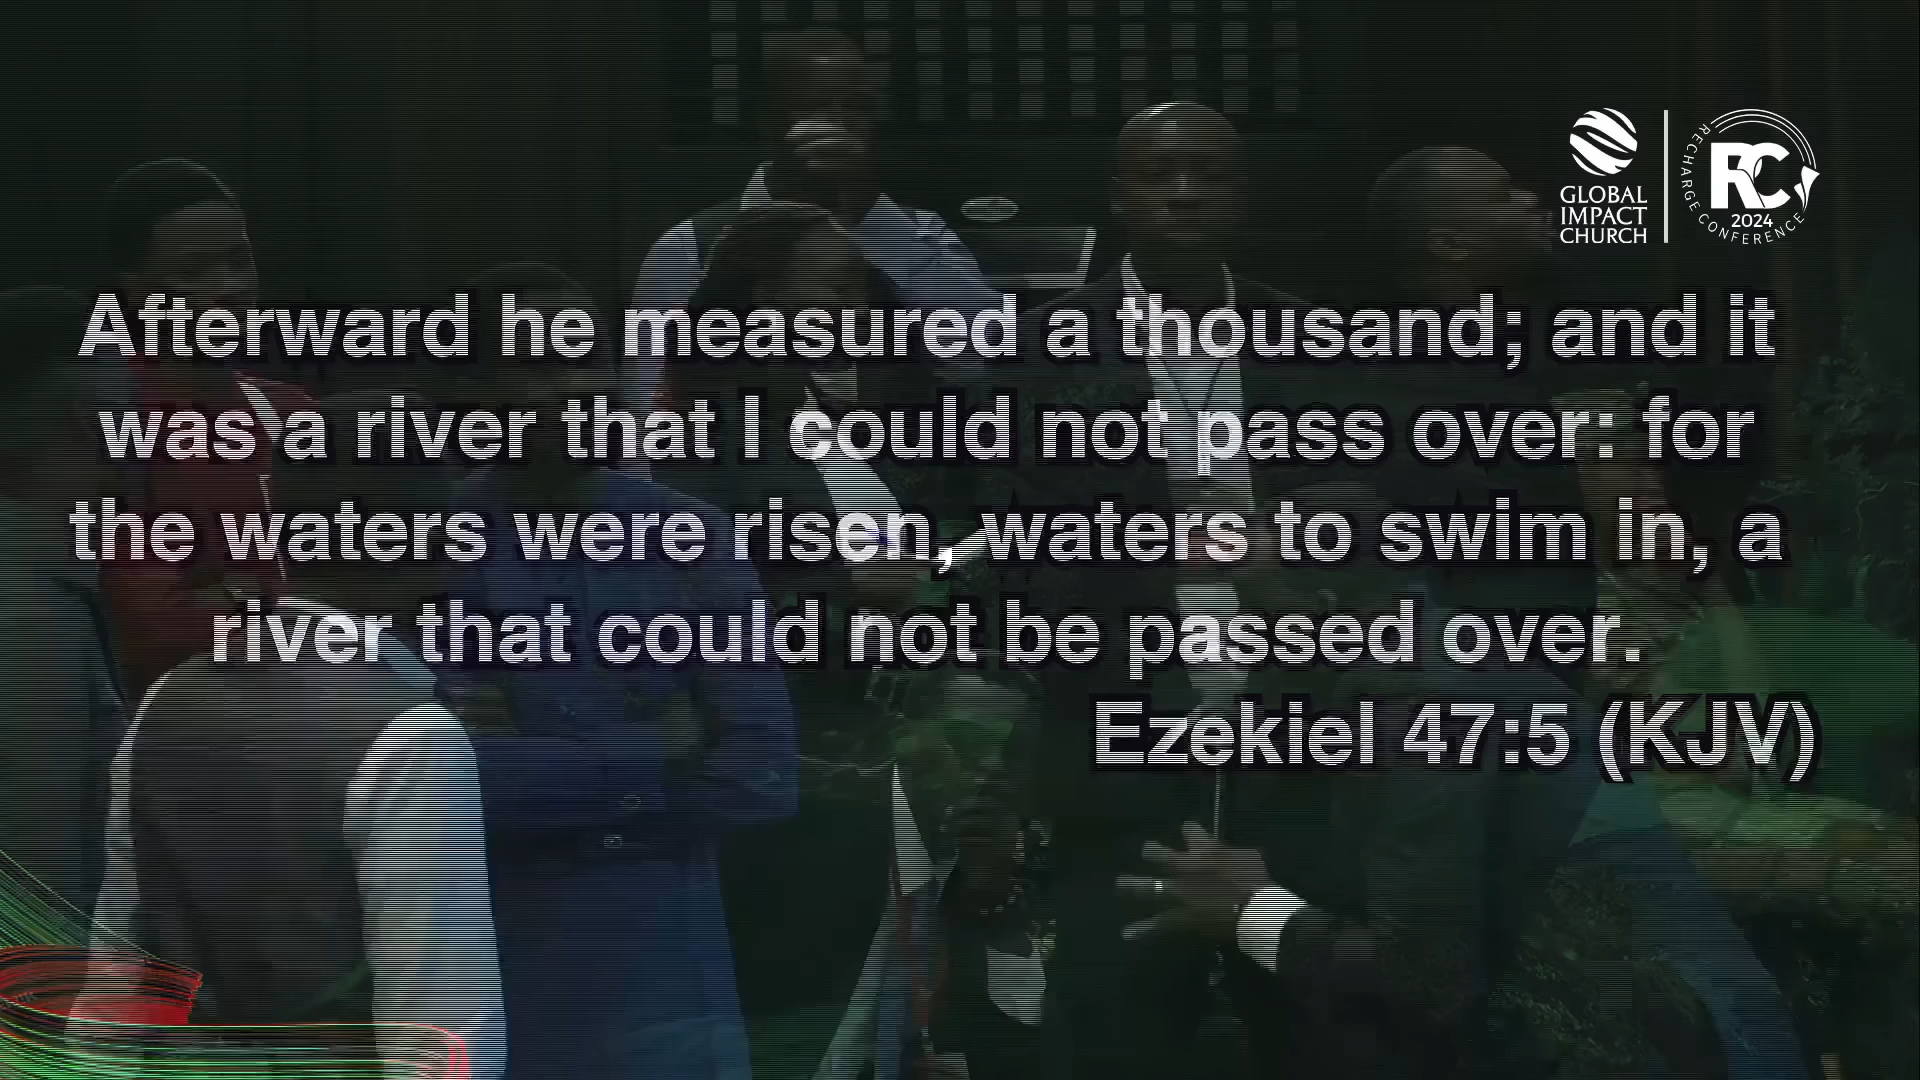 GLOBAL
IMPACT
CHURCH
RECHARGE CONFERENCE
RC
2024
Afterward he measured a thousand; and it
was a river that I could not pass over: for
the waters were risen, waters to swim in, a
river that could not be passed over.
Ezekiel 47:5 (KJV)